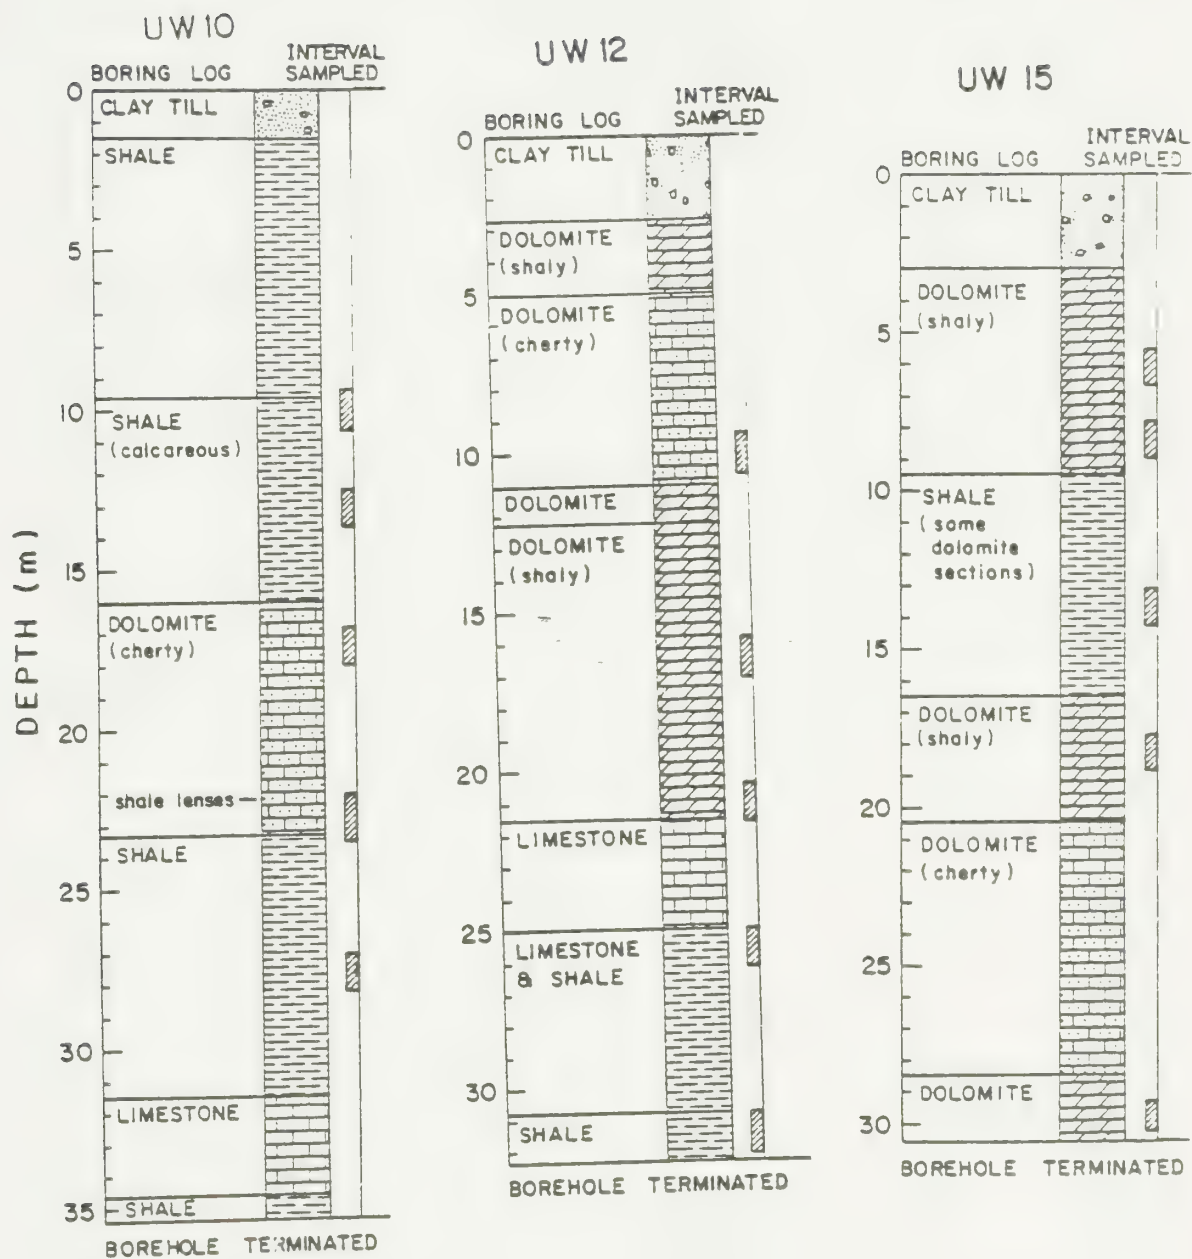 UW10
BORING LOG
INTERVAL
SAMPLED
DEPTH (m)
0
CLAY TILL
SHALE
5
10
SHALE
(calcareous)
15
DOLOMITE
(cherty)
20
shale lenses
SHALE
25
30
LIMESTONE
35
SHALE
BOREHOLE TERMINATED
UW 12
BORING LOG
INTERVAL
SAMPLED
0
CLAY TILL
DOLOMITE
(shaly)
5
DOLOMITE
(cherty)
10
DOLOMITE
DOLOMITE
(shaly)
15
20
LIMESTONE
25
LIMESTONE
& SHALE
30
SHALE
BOREHOLE TERMINATED
UW 15
BORING LOG
INTERVAL
SAMPLED
0
CLAY TILL
DOLOMITE
(shaly)
5
10
SHALE
(some
dolomite
sections)
15
DOLOMITE
(shaly)
20
DOLOMITE
(cherty)
25
DOLOMITE
30
BOREHOLE TERMINATED